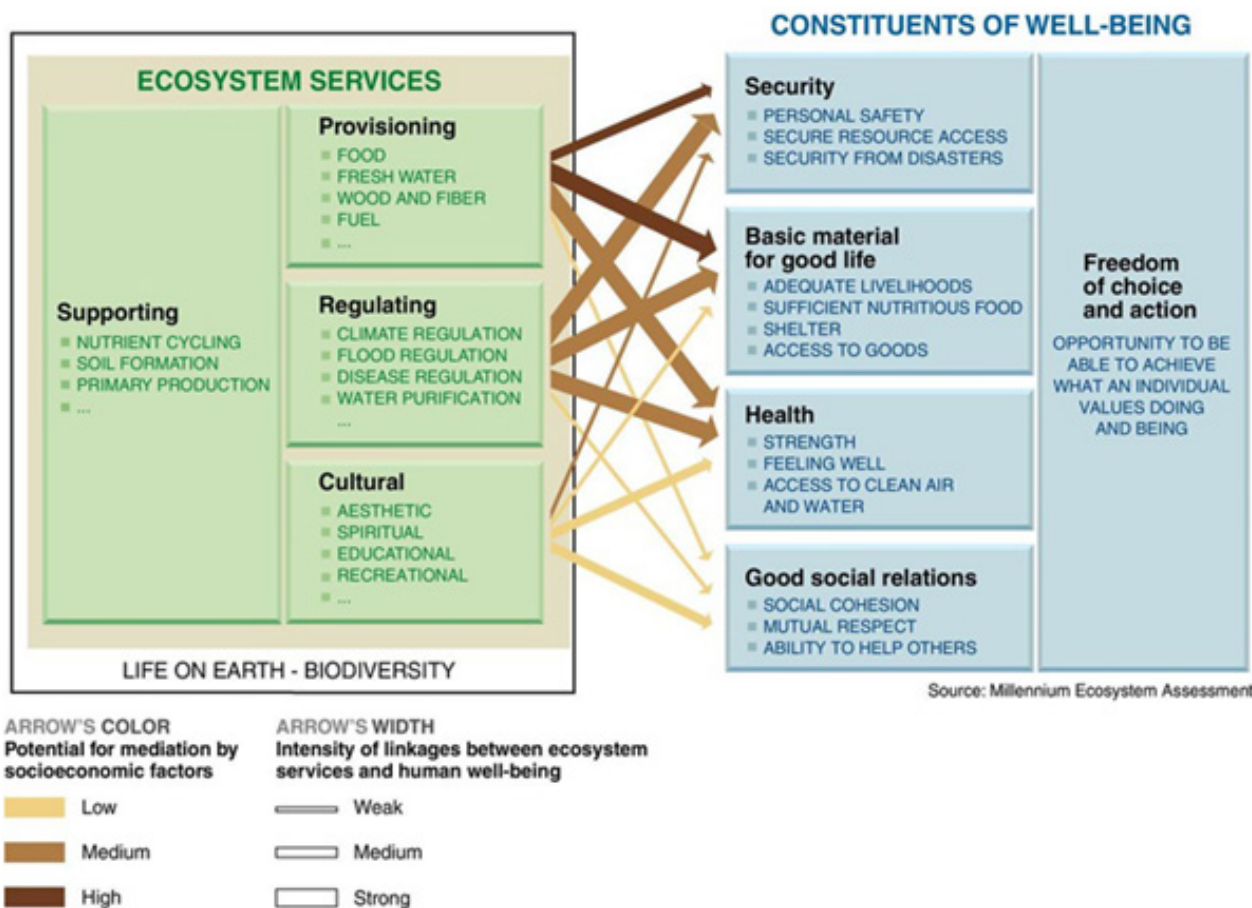 ECOSYSTEM SERVICES
Supporting
NUTRIENT CYCLING
SOIL FORMATION
PRIMARY PRODUCTION
...
Provisioning
FOOD
FRESH WATER
WOOD AND FIBER
FUEL
...
Regulating
CLIMATE REGULATION
FLOOD REGULATION
DISEASE REGULATION
WATER PURIFICATION
...
Cultural
AESTHETIC
SPIRITUAL
EDUCATIONAL
RECREATIONAL
...
LIFE ON EARTH - BIODIVERSITY
CONSTITUENTS OF WELL-BEING
Security
PERSONAL SAFETY
SECURE RESOURCE ACCESS
SECURITY FROM DISASTERS
Basic material
for good life
ADEQUATE LIVELIHOODS
SUFFICIENT NUTRITIOUS FOOD
SHELTER
ACCESS TO GOODS
Health
STRENGTH
FEELING WELL
ACCESS TO CLEAN AIR
AND WATER
Good social relations
SOCIAL COHESION
MUTUAL RESPECT
ABILITY TO HELP OTHERS
Freedom
of choice
and action
OPPORTUNITY TO BE
ABLE TO ACHIEVE
WHAT AN INDIVIDUAL
VALUES DOING
AND BEING
Source: Millennium Ecosystem Assessment
ARROW'S COLOR
Potential for mediation by
socioeconomic factors
Low
Medium
High
ARROW'S WIDTH
Intensity of linkages between ecosystem
services and human well-being
Weak
Medium
Strong